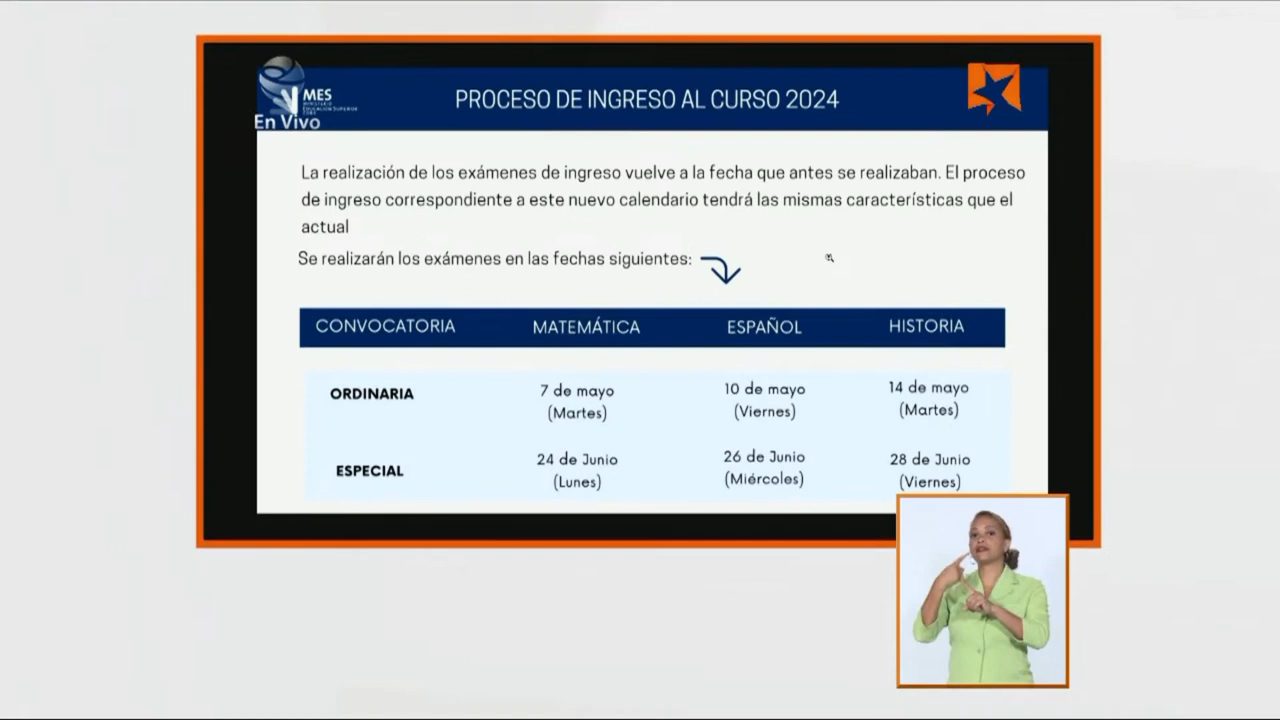 MES
MINISTERIO
EDUCACIÓN SUPERIOR
En Vivo
PROCESO DE INGRESO AL CURSO 2024
La realización de los exámenes de ingreso vuelve a la fecha que antes se realizaban. El proceso
de ingreso correspondiente a este nuevo calendario tendrá las mismas características que el
actual
Se realizarán los exámenes en las fechas siguientes:
CONVOCATORIA MATEMÁTICA ESPAÑOL HISTORIA
ORDINARIA 7 de mayo (Martes) 10 de mayo (Viernes) 14 de mayo (Martes)
ESPECIAL 24 de Junio (Lunes) 26 de Junio (Miércoles) 28 de Junio (Viernes)